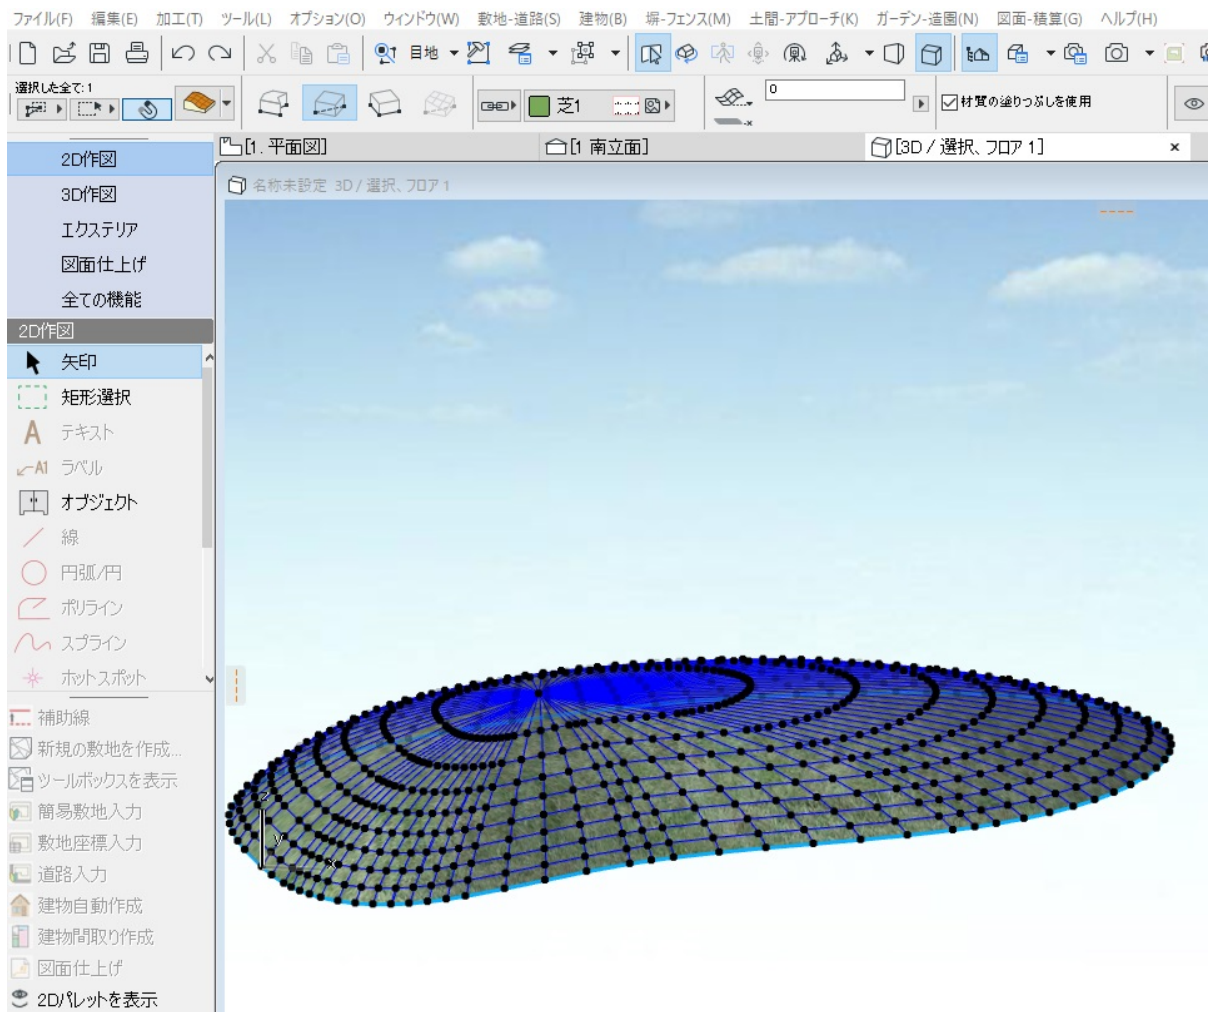 ファイル(F) 編集(E) 加工(T) ツール(L) オプション(O) ウィンドウ(W) 敷地-道路(S) 建物(B) 塀-フェンス(M) 土間-アプローチ(K) ガーデン-造園(N) 図面-積算(G) ヘルプ(H)
目地
選択した全て: 1
芝1
0
材質の塗りつぶしを使用
[1. 平面図]
[1 南立面]
[3D / 選択、フロア 1]
名称未設定 3D / 選択、フロア 1
2D作図
3D作図
エクステリア
図面仕上げ
全ての機能
2D作図
矢印
矩形選択
A テキスト
A1 ラベル
オブジェクト
線
円弧/円
ポリライン
スプライン
ホットスポット
補助線
新規の敷地を作成...
ツールボックスを表示
簡易敷地入力
敷地座標入力
道路入力
建物自動作成
建物間取り作成
図面仕上げ
2Dパレットを表示
z
y
x